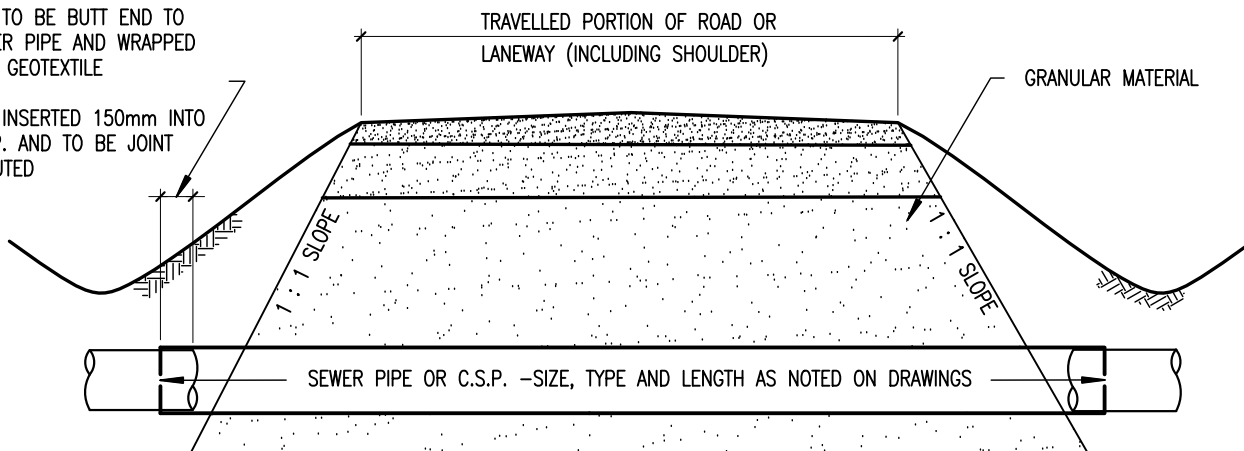 TO BE BUTT END TO
PIPE AND WRAPPED
GEOTEXTILE
INSERTED 150mm INTO
AND TO BE JOINT
TRAVELLED PORTION OF ROAD OR
LANEWAY (INCLUDING SHOULDER)
GRANULAR MATERIAL
1 : 1 SLOPE
1 : 1 SLOPE
SEWER PIPE OR C.S.P. -SIZE, TYPE AND LENGTH AS NOTED ON DRAWINGS